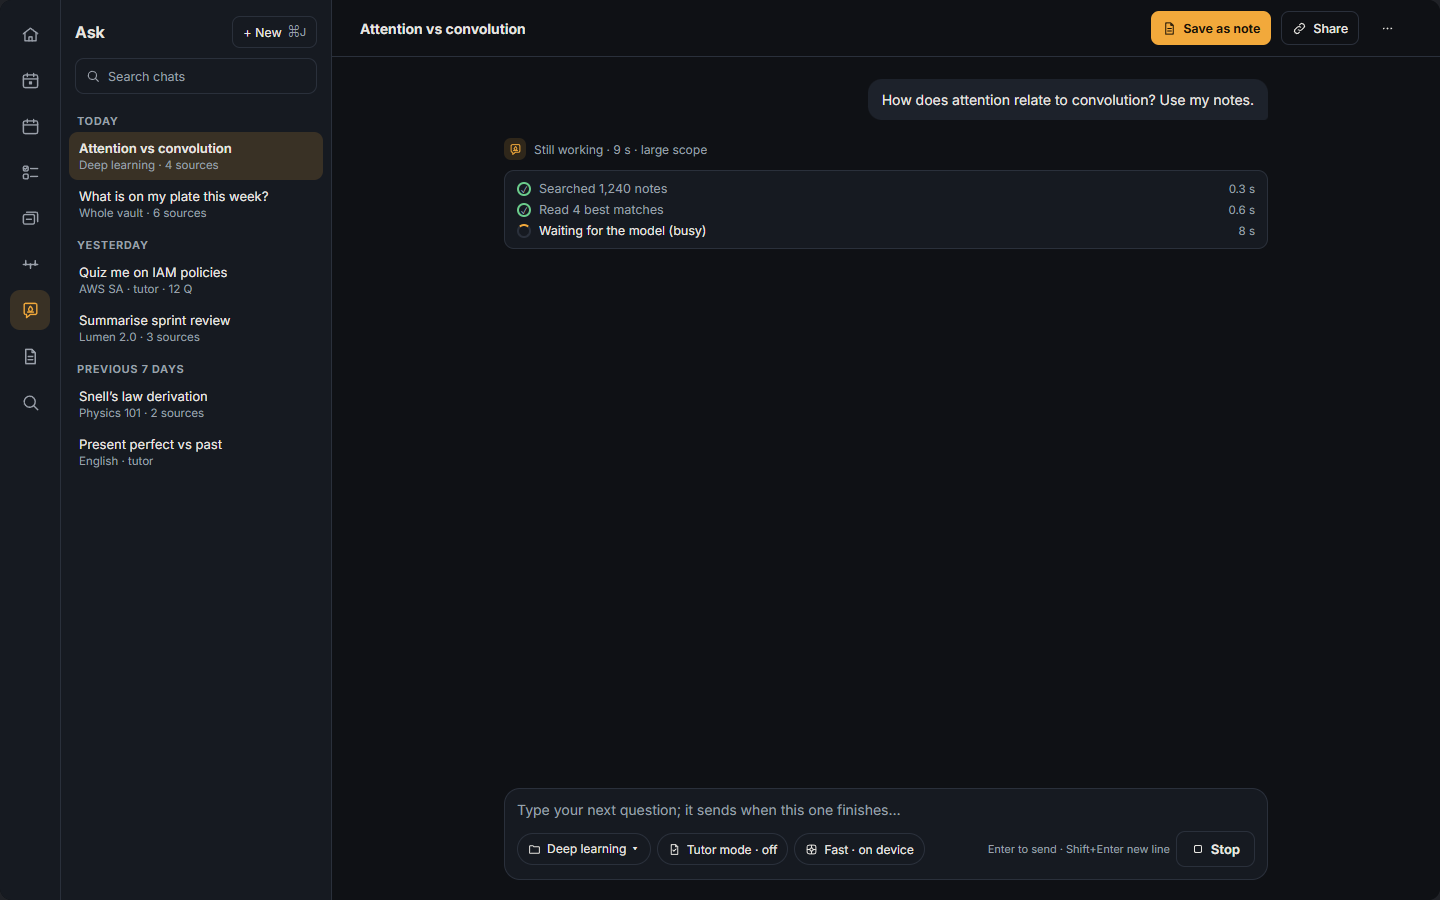 Ask
+ New ⌘J
Search chats
TODAY
Attention vs convolution
Deep learning · 4 sources
What is on my plate this week?
Whole vault · 6 sources
YESTERDAY
Quiz me on IAM policies
AWS SA · tutor · 12 Q
Summarise sprint review
Lumen 2.0 · 3 sources
PREVIOUS 7 DAYS
Snell’s law derivation
Physics 101 · 2 sources
Present perfect vs past
English · tutor
Attention vs convolution
Save as note
Share
How does attention relate to convolution? Use my notes.
Still working · 9 s · large scope
Searched 1,240 notes 0.3 s
Read 4 best matches 0.6 s
Waiting for the model (busy) 8 s
Type your next question; it sends when this one finishes...
Deep learning
Tutor mode · off
Fast · on device
Enter to send · Shift+Enter new line
Stop